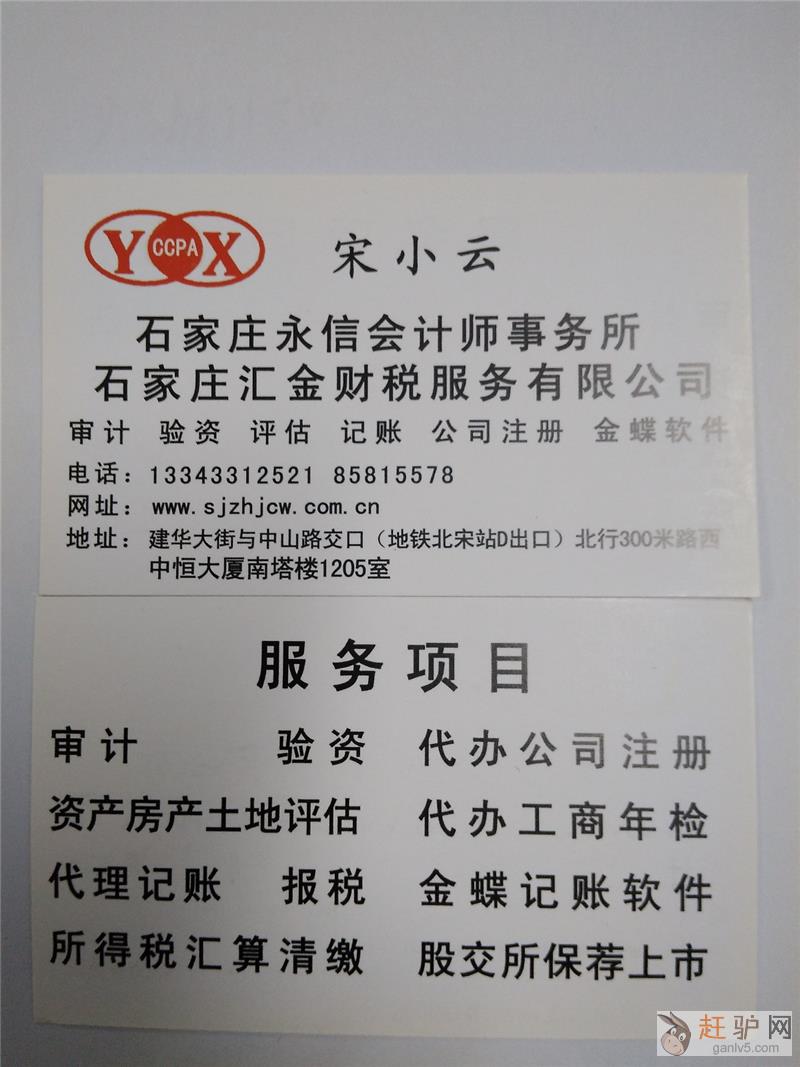 YCCPAX
宋小云
石家庄永信会计师事务所
石家庄汇金财税服务有限公司
审计 验资 评估 记账 公司注册 金蝶软件
电话：13343312521 85815578
网址：www.sjzhjcw.com.cn
地址：建华大街与中山路交口（地铁北宋站D出口）北行300米路西
中恒大厦南塔楼1205室
服务项目
审计 验资 代办公司注册
资产房产土地评估 代办工商年检
代理记账 报税 金蝶记账软件
所得税汇算清缴 股交所保荐上市
赶驴网
ganlv5.com